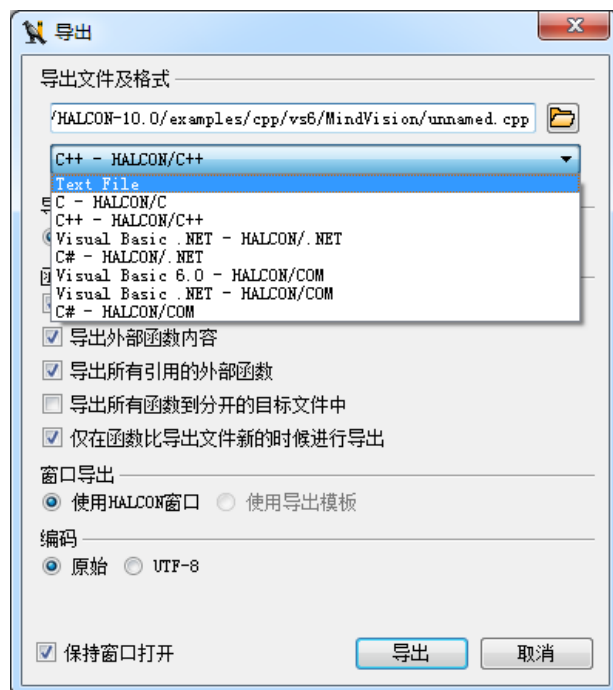 导出
导出文件及格式
/HALCON-10.0/examples/cpp/vs6/MindVision/unnamed.cpp
C++ - HALCON/C++
Text File
C - HALCON/C
C++ - HALCON/C++
Visual Basic .NET - HALCON/.NET
C# - HALCON/.NET
Visual Basic 6.0 - HALCON/COM
Visual Basic .NET - HALCON/COM
C# - HALCON/COM
导出外部函数内容
导出所有引用的外部函数
导出所有函数到分开的目标文件中
仅在函数比导出文件新的时候进行导出
窗口导出
使用HALCON窗口 使用导出模板
编码
原始 UTF-8
保持窗口打开 导出 取消